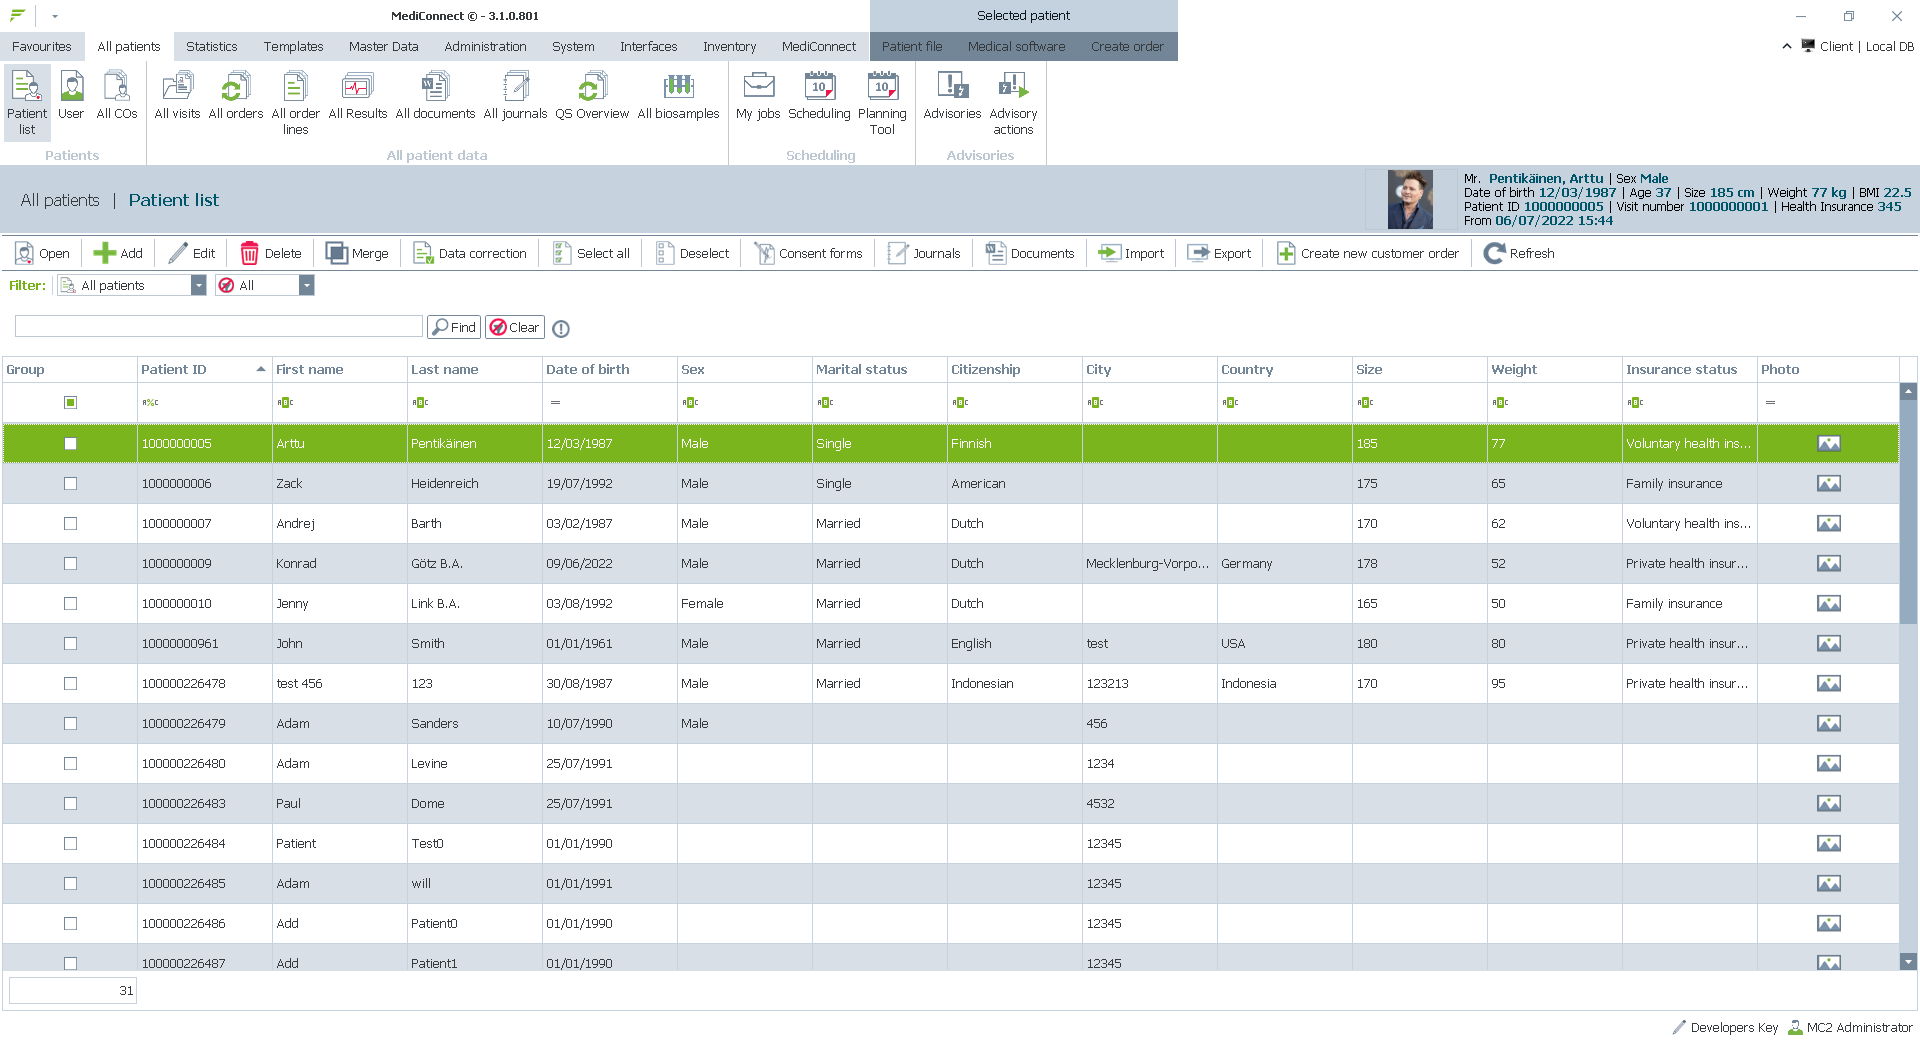 MediConnect © - 3.1.0.801
Selected patient
Favourites All patients Statistics Templates Master Data Administration System Interfaces Inventory MediConnect Patient file Medical software Create order Client | Local DB
Patient list User All COs All visits All orders All order lines All Results All documents All journals QS Overview All biosamples My jobs Scheduling Planning Tool Advisories Advisory actions
Patients All patient data Scheduling Advisories
All patients | Patient list
Mr. Pentikäinen, Arttu | Sex Male
Date of birth 12/03/1987 | Age 37 | Size 185 cm | Weight 77 kg | BMI 22.5
Patient ID 1000000005 | Visit number 1000000001 | Health Insurance 345
From 06/07/2022 15:44
Open Add Edit Delete Merge Data correction Select all Deselect Consent forms Journals Documents Import Export Create new customer order Refresh
Filter: All patients All
Find Clear
Group Patient ID First name Last name Date of birth Sex Marital status Citizenship City Country Size Weight Insurance status Photo
1000000005 Arttu Pentikäinen 12/03/1987 Male Single Finnish 185 77 Voluntary health ins...
1000000006 Zack Heidenreich 19/07/1992 Male Single American 175 65 Family insurance
1000000007 Andrej Barth 03/02/1987 Male Married Dutch 170 62 Voluntary health ins...
1000000009 Konrad Götz B.A. 09/06/2022 Male Married Dutch Mecklenburg-Vorpo... Germany 178 52 Private health insur...
1000000010 Jenny Link B.A. 03/08/1992 Female Married Dutch 165 50 Family insurance
10000000961 John Smith 01/01/1961 Male Married English test USA 180 80 Private health insur...
100000226478 test 456 123 30/08/1987 Male Married Indonesian 123213 Indonesia 170 95 Private health insur...
100000226479 Adam Sanders 10/07/1990 Male 456
100000226480 Adam Levine 25/07/1991 1234
100000226483 Paul Dome 25/07/1991 4532
100000226484 Patient Test0 01/01/1990 12345
100000226485 Adam will 01/01/1991 12345
100000226486 Add Patient0 01/01/1990 12345
100000226487 Add Patient1 01/01/1990 12345
31
Developers Key MC2 Administrator